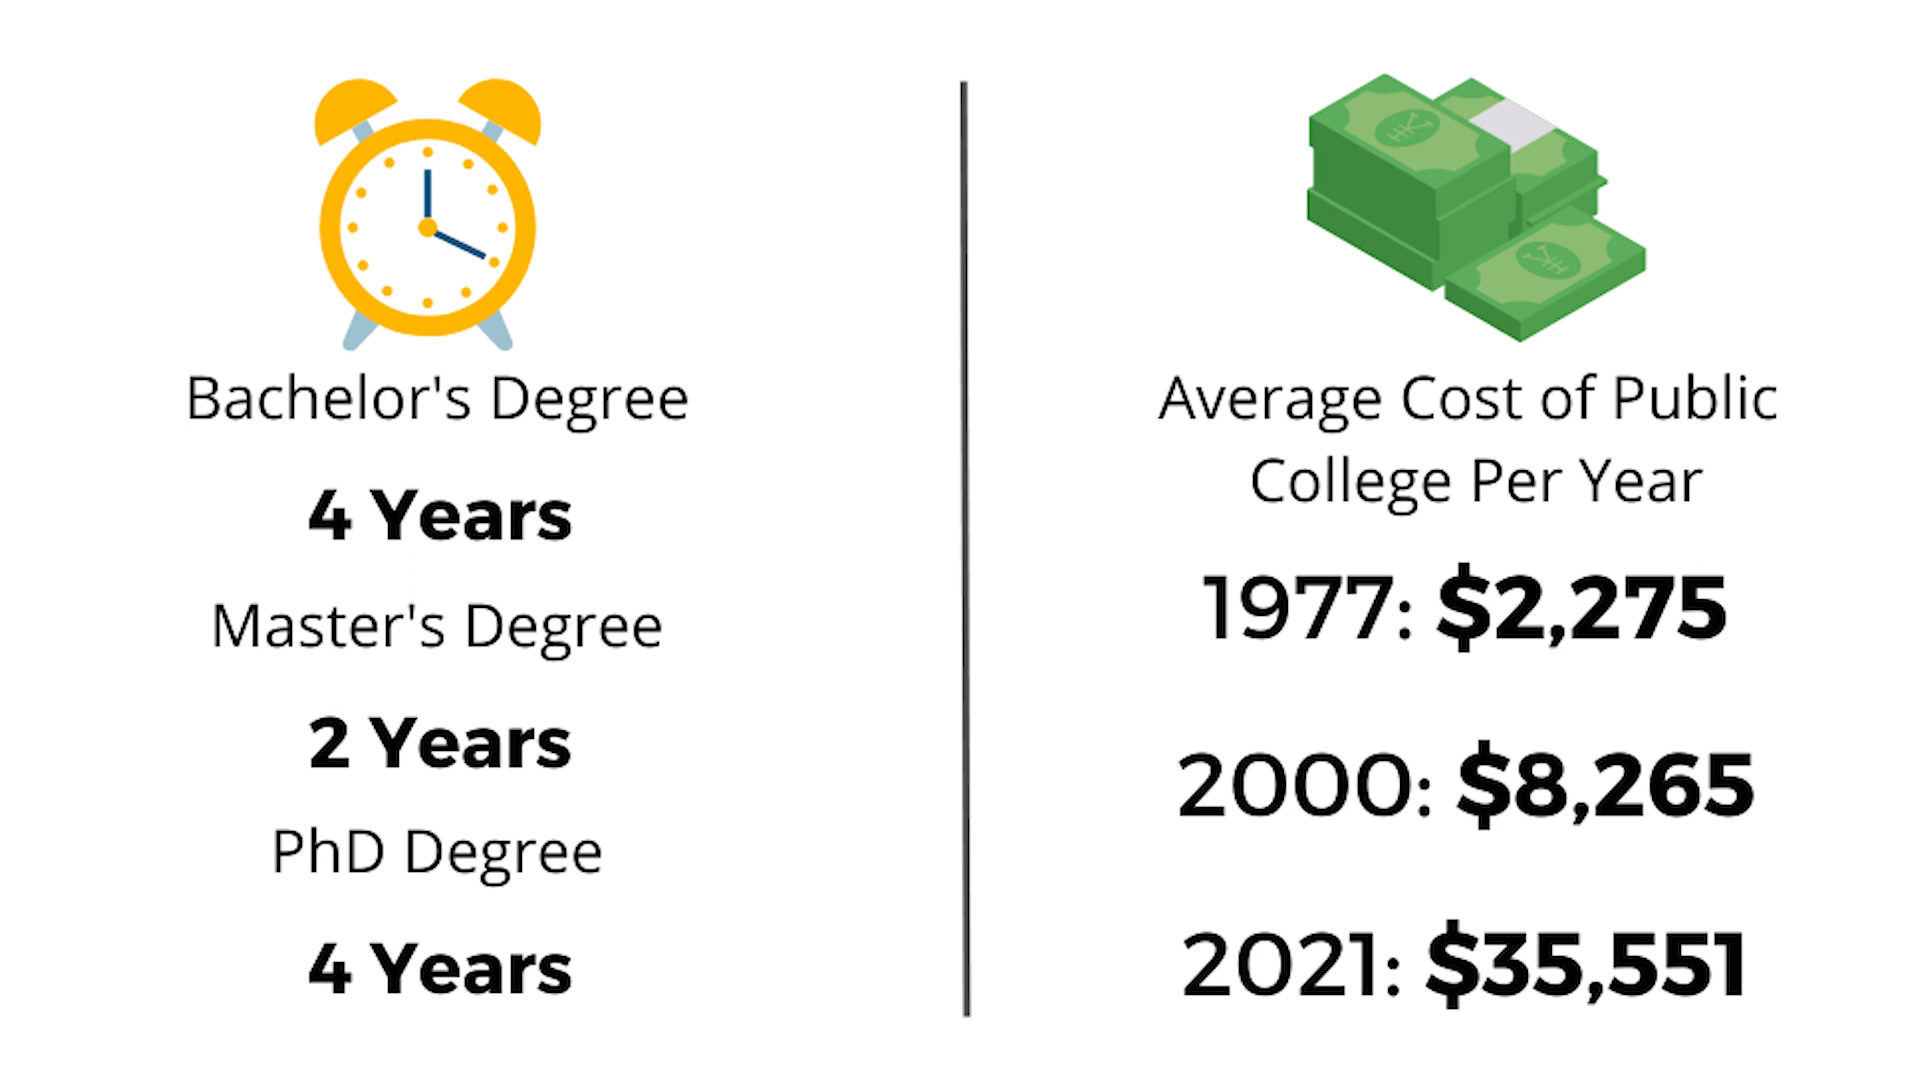 Bachelor's Degree
4 Years
Master's Degree
2 Years
PhD Degree
4 Years
Average Cost of Public
College Per Year
1977: $2,275
2000: $8,265
2021: $35,551